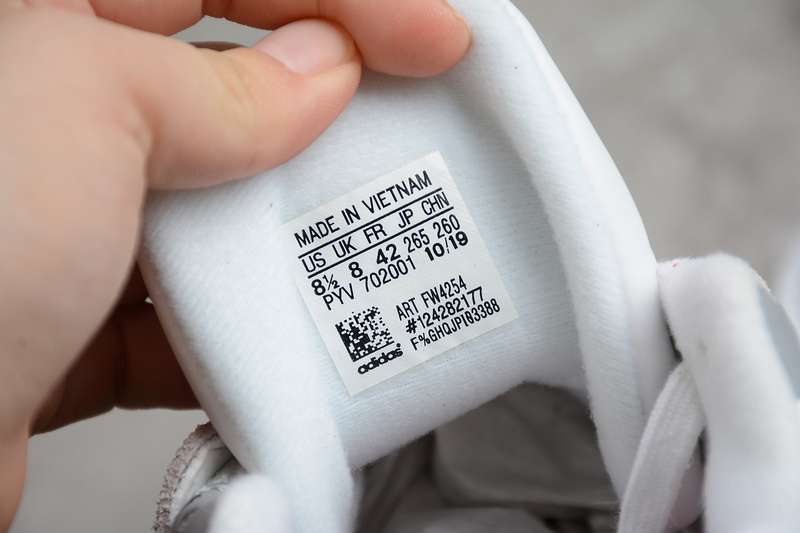 MADE IN VIETNAM
US UK FR JP CHN
8½ 8 42 265 260
PYV 702001 10/19
ART FW4254
#124282177
F%GHQJPI63388
adidas